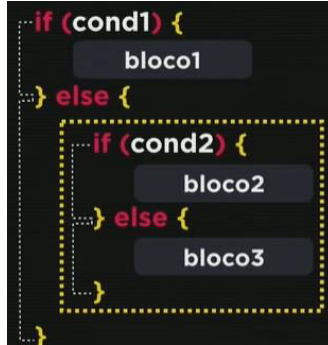 if (cond1) {
bloco1
} else {
if (cond2) {
bloco2
} else {
bloco3
}
}